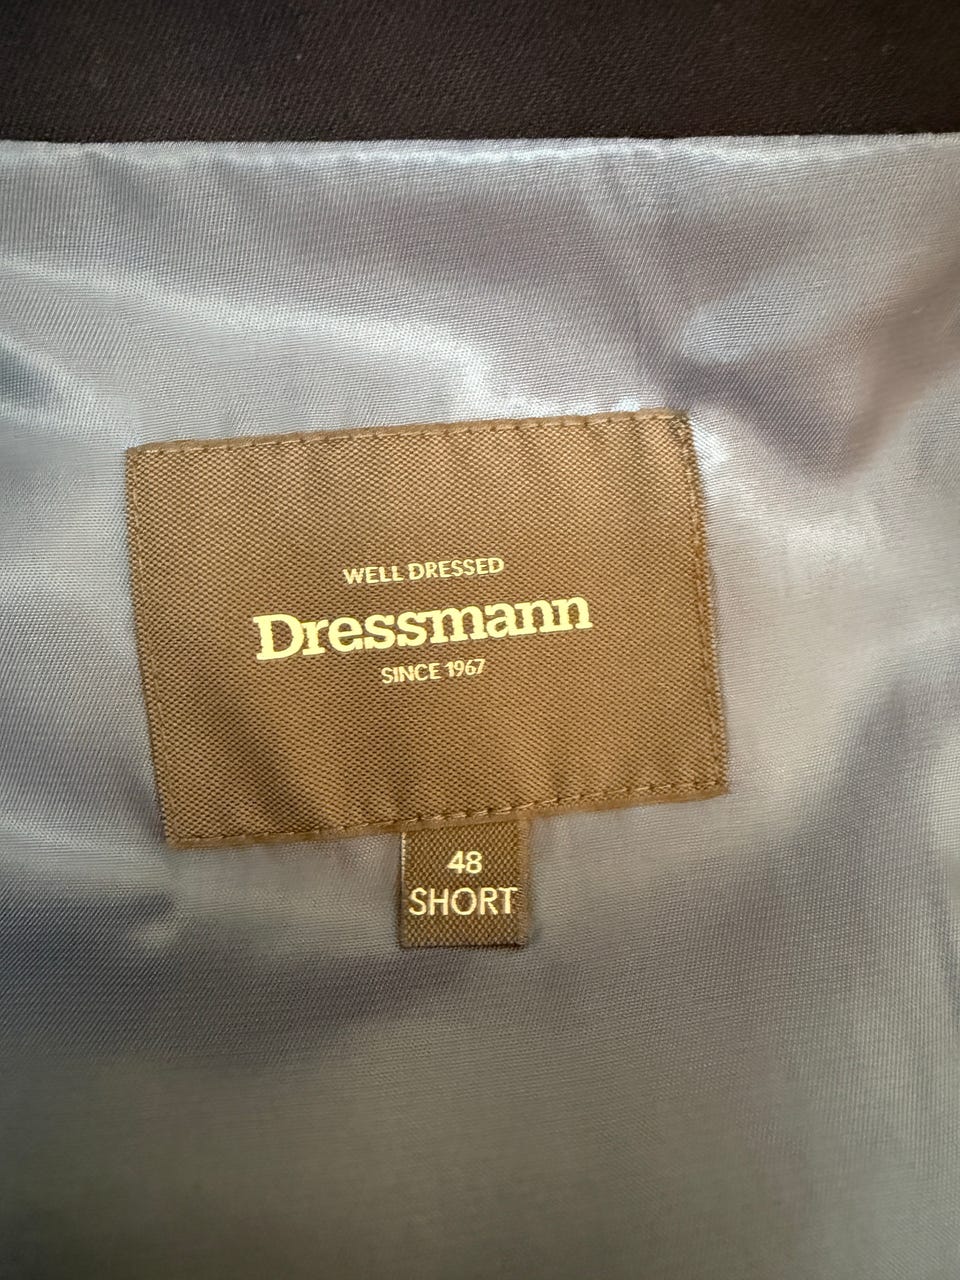 WELL DRESSED
Dressmann
SINCE 1967
48
SHORT